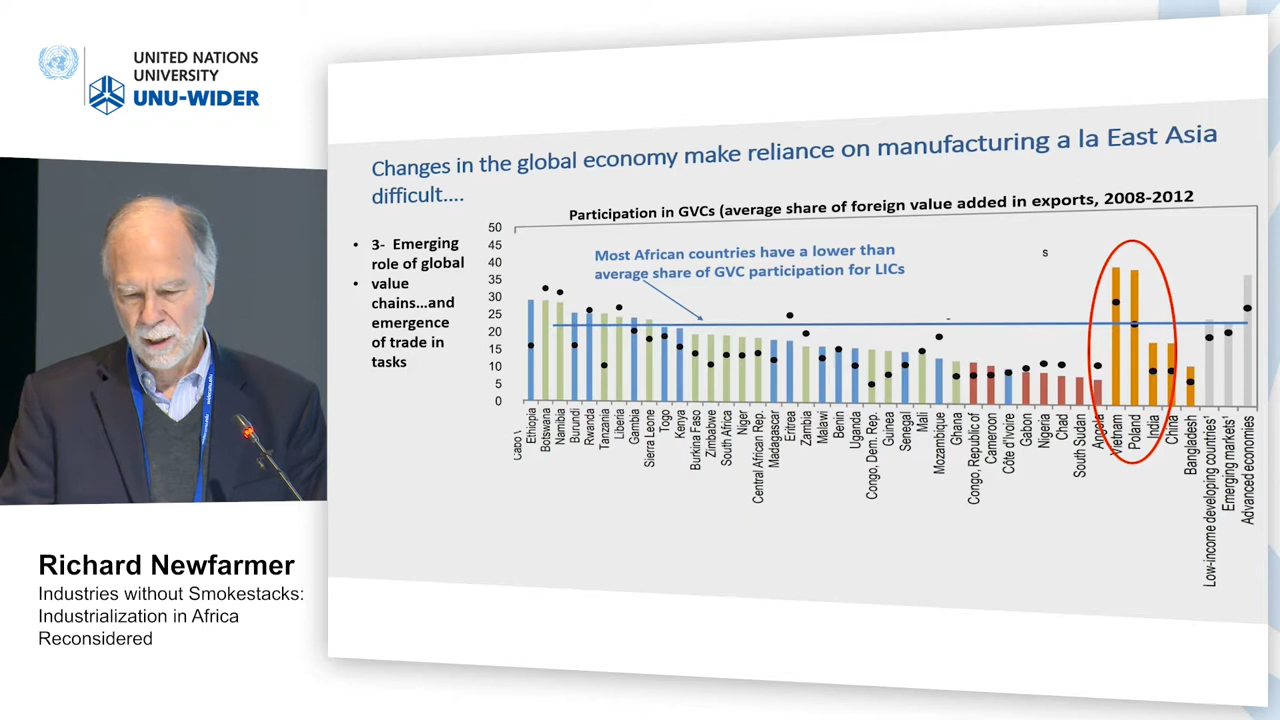 UNITED NATIONS
UNIVERSITY
UNU-WIDER
Richard Newfarmer
Industries without Smokestacks:
Industrialization in Africa
Reconsidered
Changes in the global economy make reliance on manufacturing a la East Asia
difficult....
• 3- Emerging
role of global
• value
chains...and
emergence
of trade in
tasks
Participation in GVCs (average share of foreign value added in exports, 2008-2012
Most African countries have a lower than
average share of GVC participation for LICs
s
50
45
40
35
30
25
20
15
10
5
0
Ethiopia
Botswana
Namibia
Burundi
Rwanda
Tanzania
Liberia
Gambia
Sierra Leone
Togo
Kenya
Burkina Faso
Zimbabwe
South Africa
Niger
Central African Rep.
Madagascar
Eritrea
Zambia
Malawi
Benin
Uganda
Congo, Dem. Rep.
Guinea
Senegal
Mali
Mozambique
Ghana
Congo, Republic of
Cameroon
Côte d'Ivoire
Gabon
Nigeria
Chad
South Sudan
Angola
Vietnam
Poland
India
China
Bangladesh
Low-income developing countries¹
Emerging markets¹
Advanced economies